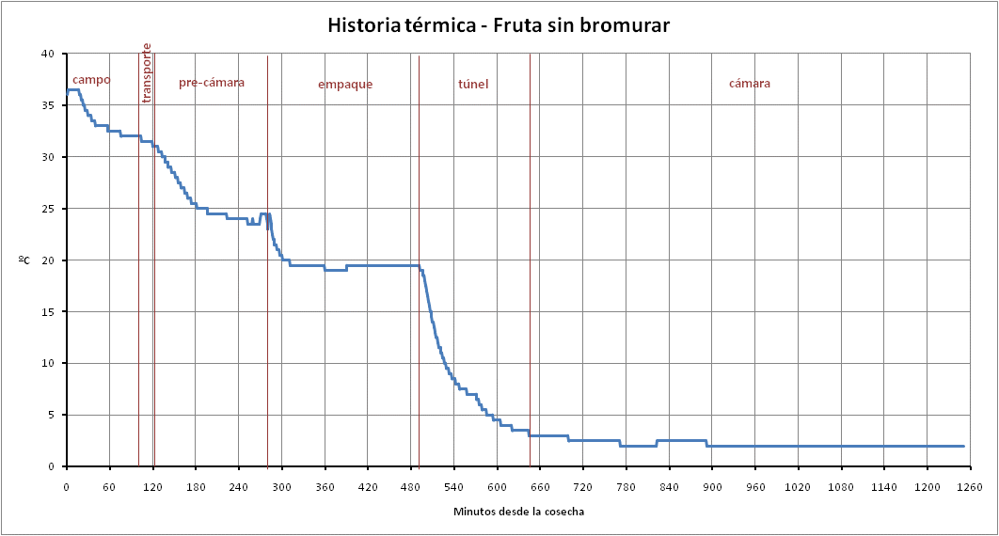 Historia térmica - Fruta sin bromurar
40
35
30
25
20
15
10
5
0
ºC
campo
transporte
pre-cámara
empaque
túnel
cámara
0 60 120 180 240 300 360 420 480 540 600 660 720 780 840 900 960 1020 1080 1140 1200 1260
Minutos desde la cosecha